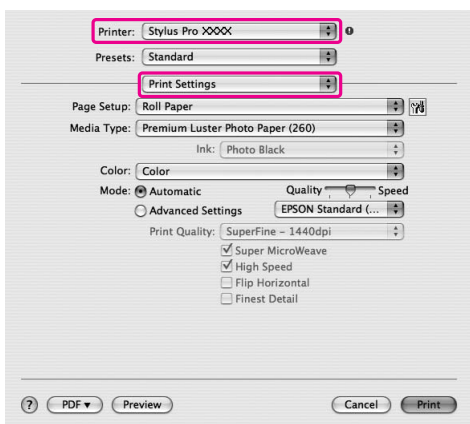 Printer: Stylus Pro XXXX
Presets: Standard
Print Settings
Page Setup: Roll Paper
Media Type: Premium Luster Photo Paper (260)
Ink: Photo Black
Color: Color
Mode: Automatic Quality Speed
Advanced Settings EPSON Standard (...
Print Quality: SuperFine – 1440dpi
Super MicroWeave
High Speed
Flip Horizontal
Finest Detail
? PDF Preview Cancel Print